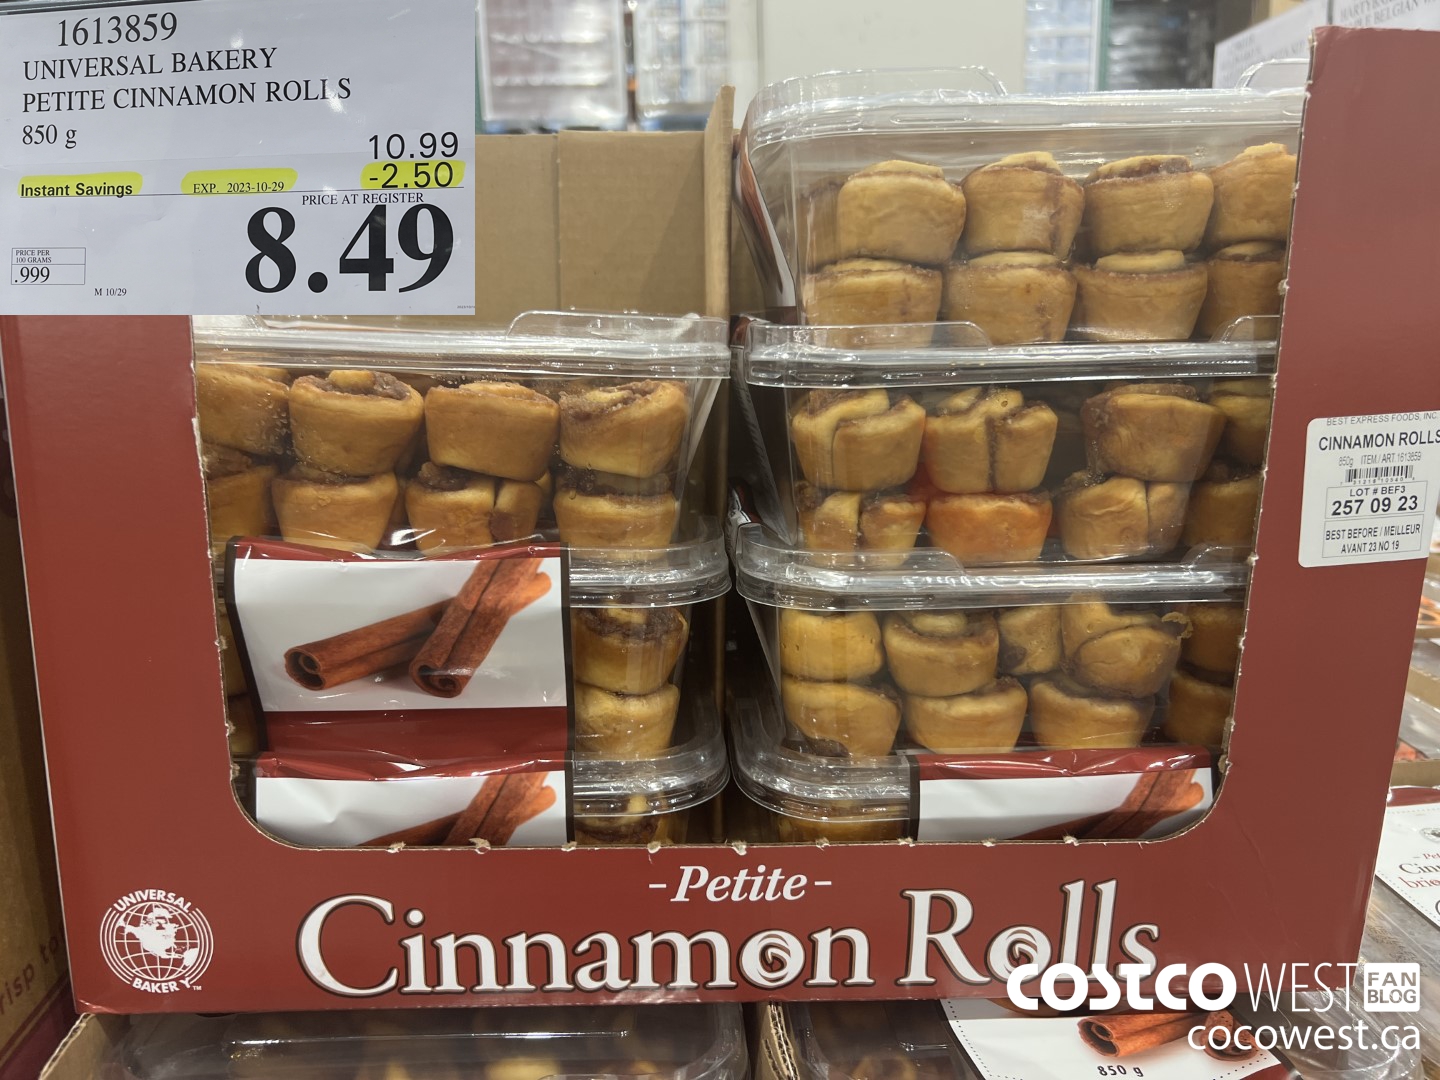 1613859
UNIVERSAL BAKERY
PETITE CINNAMON ROLLS
850 g
10.99
Instant Savings EXP. 2023-10-29 -2.50
PRICE AT REGISTER
8.49
PRICE PER
100 GRAMS
.999
M 10/29
BEST EXPRESS FOODS, INC.
CINNAMON ROLLS
850g ITEM / ART. 1613859
LOT # BEF3
257 09 23
BEST BEFORE / MEILLEUR
AVANT 23 NO 19
-Petite-
Cinnamon Rolls
UNIVERSAL
BAKERY™
COSTCO WEST FAN
BLOG
cocowest.ca
850 g